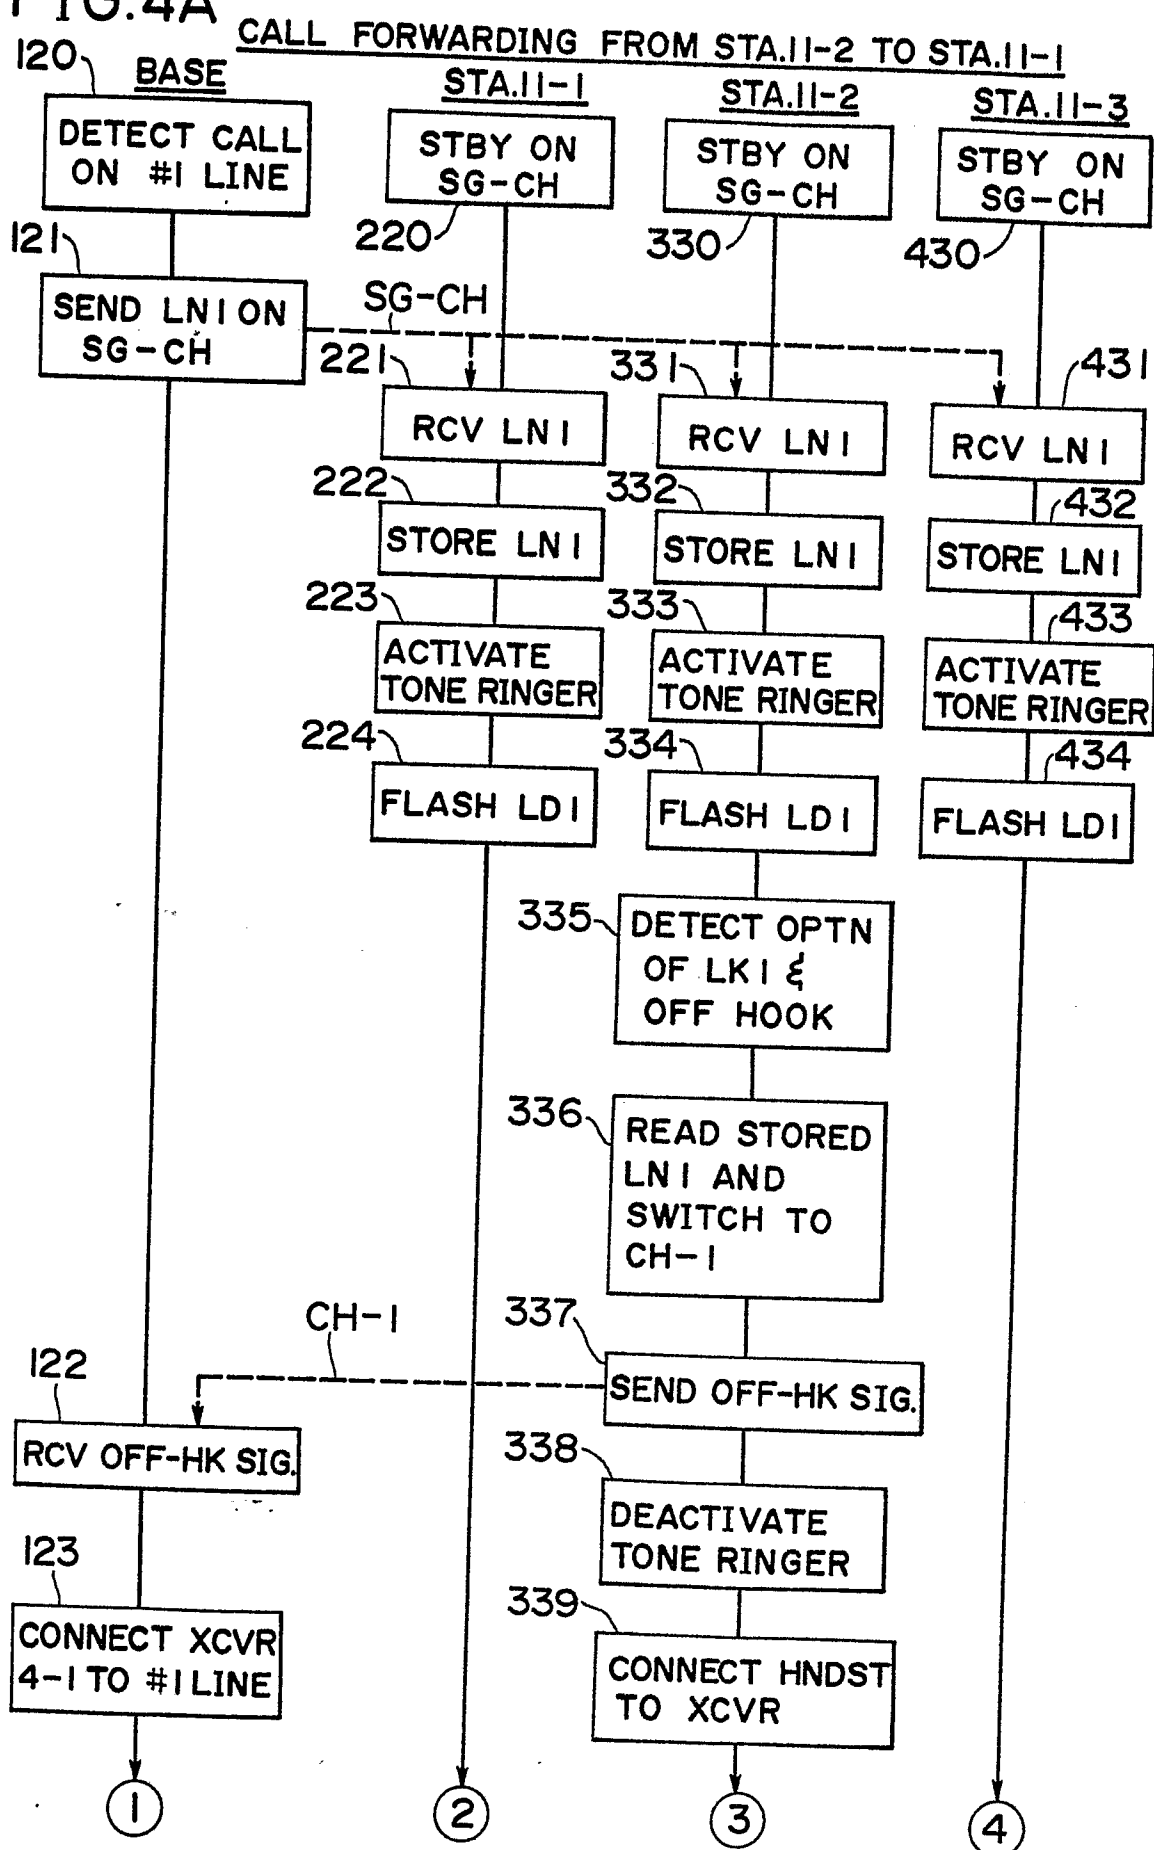 FIG.4A
CALL FORWARDING FROM STA.11-2 TO STA.11-1
BASE
STA.11-1
STA.11-2
STA.11-3
120
DETECT CALL
ON #1 LINE
STBY ON
SG-CH
220
STBY ON
SG-CH
330
STBY ON
SG-CH
430
121
SEND LN1 ON
SG-CH
SG-CH
221
RCV LN1
331
RCV LN1
431
RCV LN1
222
STORE LN1
332
STORE LN1
432
STORE LN1
223
ACTIVATE
TONE RINGER
333
ACTIVATE
TONE RINGER
433
ACTIVATE
TONE RINGER
224
FLASH LD1
334
FLASH LD1
434
FLASH LD1
335
DETECT OPTN
OF LK1 &
OFF HOOK
336
READ STORED
LN1 AND
SWITCH TO
CH-1
337
SEND OFF-HK SIG.
CH-1
122
RCV OFF-HK SIG.
338
DEACTIVATE
TONE RINGER
123
CONNECT XCVR
4-1 TO #1 LINE
339
CONNECT HNDST
TO XCVR
1
2
3
4